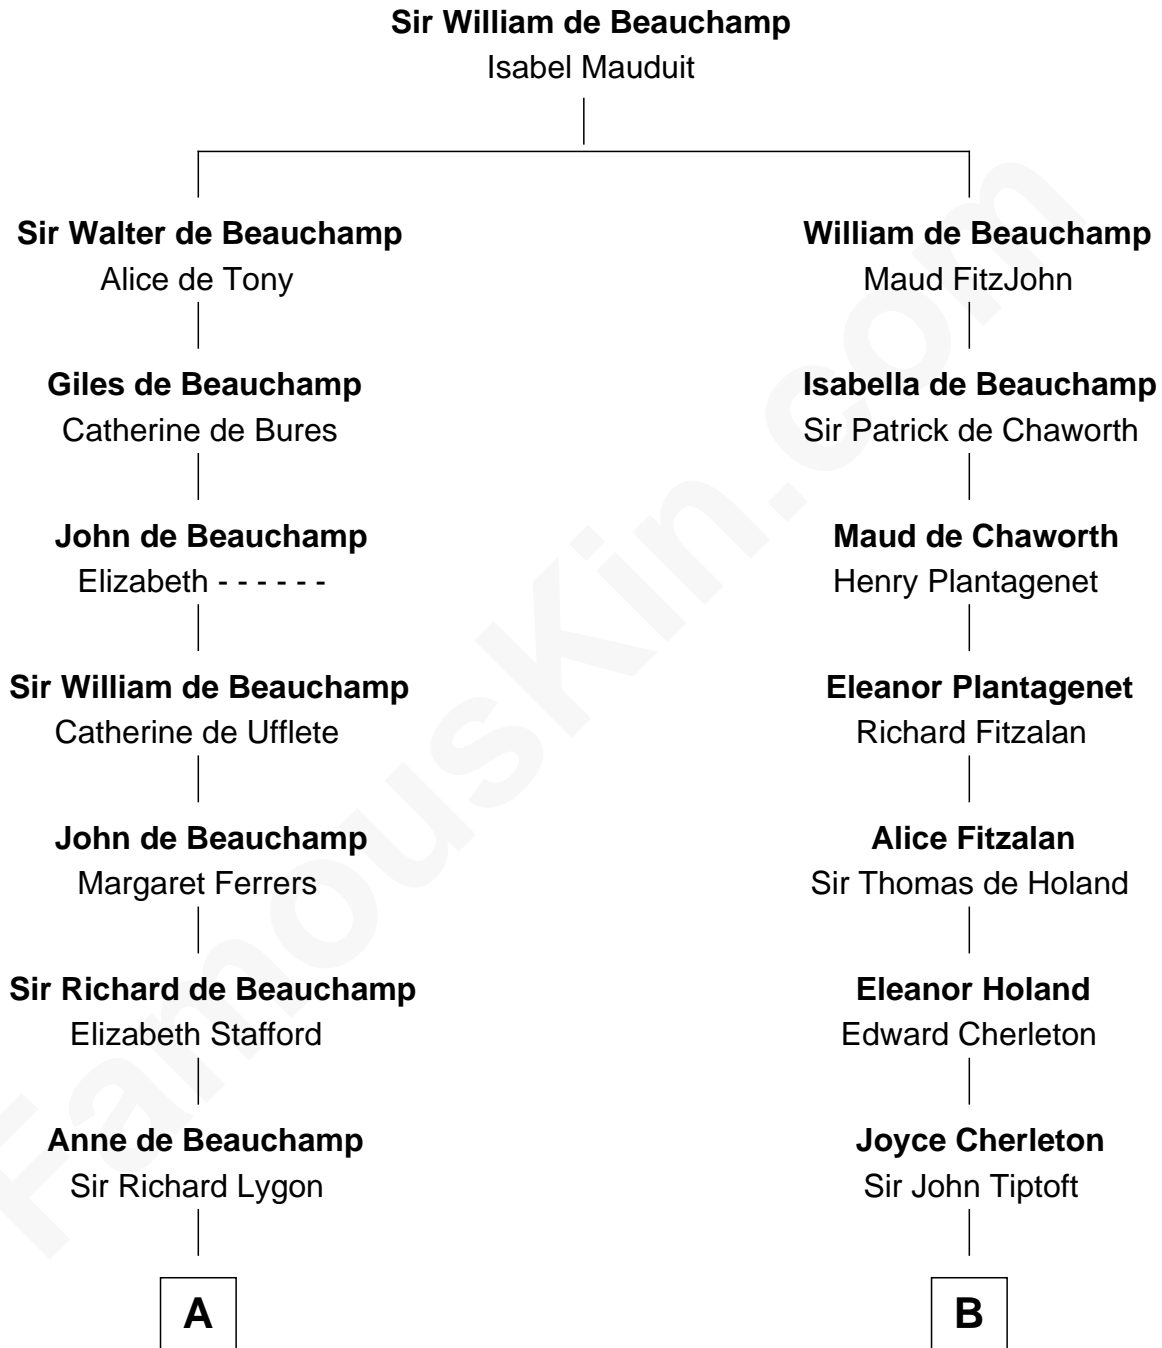 Sir William de Beauchamp
Isabel Mauduit
Sir Walter de Beauchamp
Alice de Tony
William de Beauchamp
Maud FitzJohn
Giles de Beauchamp
Catherine de Bures
Isabella de Beauchamp
Sir Patrick de Chaworth
John de Beauchamp
Elizabeth - - - - - -
Maud de Chaworth
Henry Plantagenet
Sir William de Beauchamp
Catherine de Ufflete
Eleanor Plantagenet
Richard Fitzalan
John de Beauchamp
Margaret Ferrers
Alice Fitzalan
Sir Thomas de Holand
Sir Richard de Beauchamp
Elizabeth Stafford
Eleanor Holand
Edward Cherleton
Anne de Beauchamp
Sir Richard Lygon
Joyce Cherleton
Sir John Tiptoft
A
B
FamousKin.com